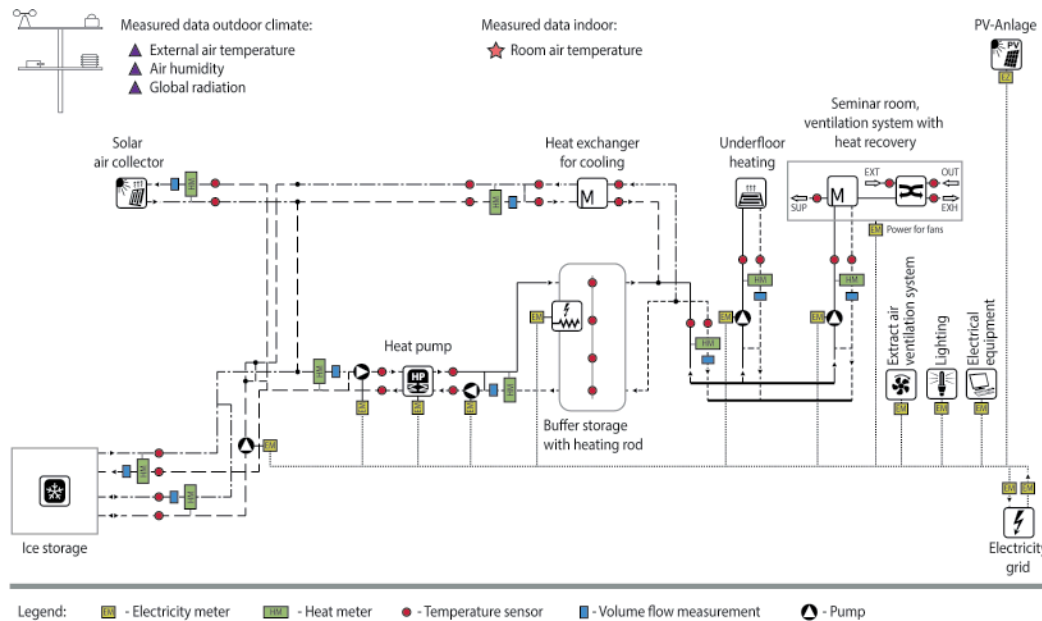 Measured data outdoor climate:
External air temperature
Air humidity
Global radiation
Measured data indoor:
Room air temperature
PV-Anlage
PV
EZ
Solar
air collector
HM
Heat exchanger
for cooling
M
HM
Underfloor
heating
Seminar room,
ventilation system with
heat recovery
EXT
OUT
M
SUP
EXH
EM
Power for fans
HM
HM
EM
EM
EM
HM
Heat pump
HP
HM
HM
EM
EM
EM
Buffer storage
with heating rod
Extract air
ventilation system
Lighting
Electrical
equipment
EM
EM
EM
EM
HM
HM
Ice storage
EM
EM
Electricity
grid
Legend:
EM - Electricity meter
HM - Heat meter
- Temperature sensor
- Volume flow measurement
- Pump